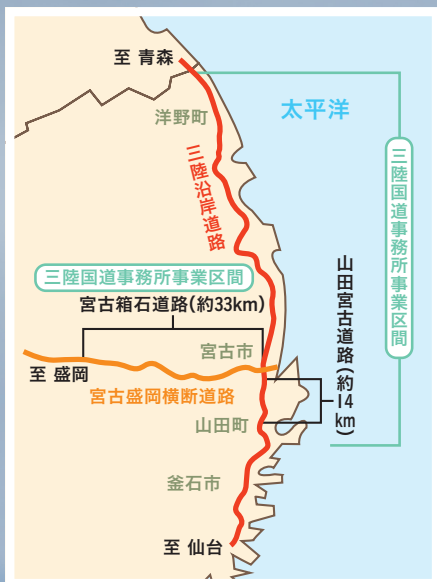 至 青森
洋野町
太平洋
三陸沿岸道路
三陸国道事務所事業区間
三陸国道事務所事業区間
宮古箱石道路(約33km)
山田宮古道路(約14km)
宮古市
至 盛岡
宮古盛岡横断道路
山田町
釜石市
至 仙台